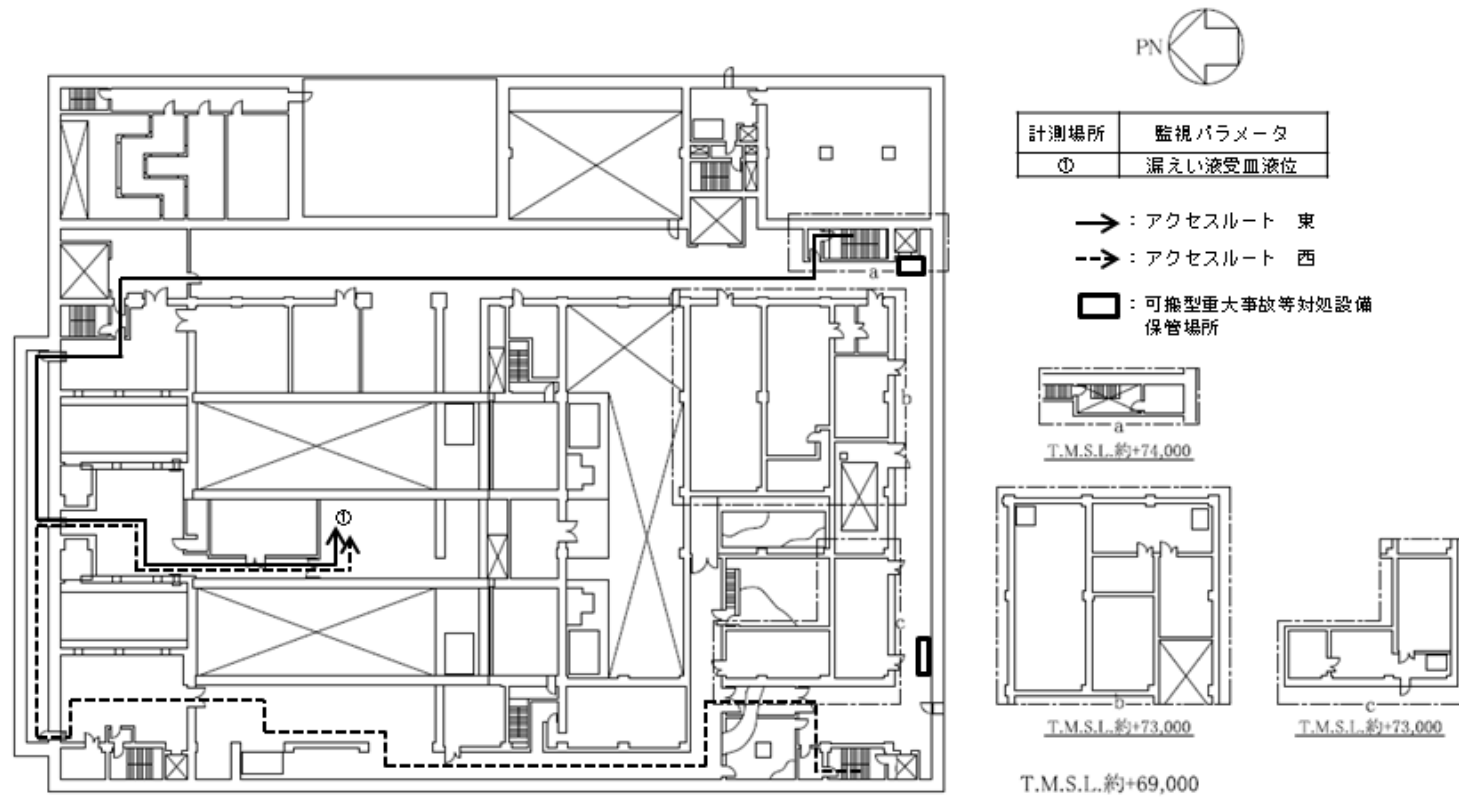 PN
計測場所 監視パラメータ
① 漏えい液受皿液位
：アクセスルート 東
：アクセスルート 西
：可搬型重大事故等対処設備
保管場所
a
b
c
①
a
T.M.S.L.約+74,000
b
T.M.S.L.約+73,000
c
T.M.S.L.約+73,000
T.M.S.L.約+69,000